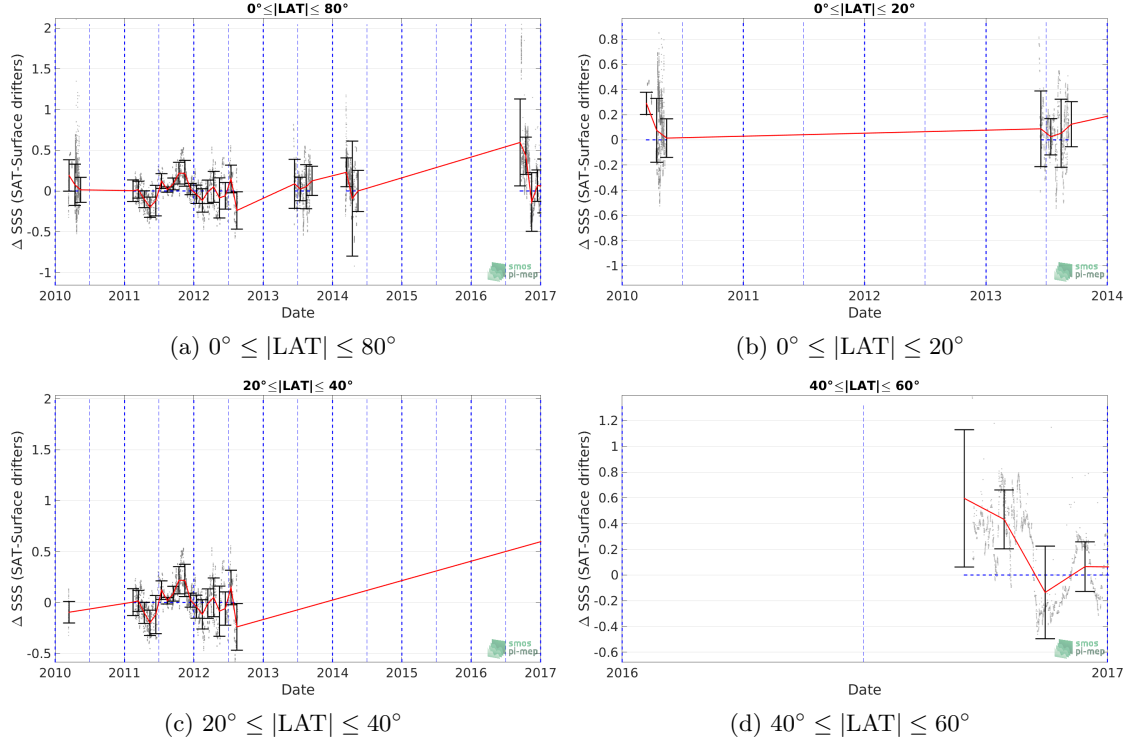 0°≤|LAT|≤ 80°
Δ SSS (SAT-Surface drifters)
2
1.5
1
0.5
0
-0.5
-1
2010 2011 2012 2013 2014 2015 2016 2017
Date
smos
pi-mep
(a) 0° ≤ |LAT| ≤ 80°
0°≤|LAT|≤ 20°
Δ SSS (SAT-Surface drifters)
0.8
0.6
0.4
0.2
0
-0.2
-0.4
-0.6
-0.8
-1
2010 2011 2012 2013 2014
Date
smos
pi-mep
(b) 0° ≤ |LAT| ≤ 20°
20°≤|LAT|≤ 40°
Δ SSS (SAT-Surface drifters)
2
1.5
1
0.5
0
-0.5
2010 2011 2012 2013 2014 2015 2016 2017
Date
smos
pi-mep
(c) 20° ≤ |LAT| ≤ 40°
40°≤|LAT|≤ 60°
Δ SSS (SAT-Surface drifters)
1.2
1
0.8
0.6
0.4
0.2
0
-0.2
-0.4
-0.6
2016 2017
Date
smos
pi-mep
(d) 40° ≤ |LAT| ≤ 60°